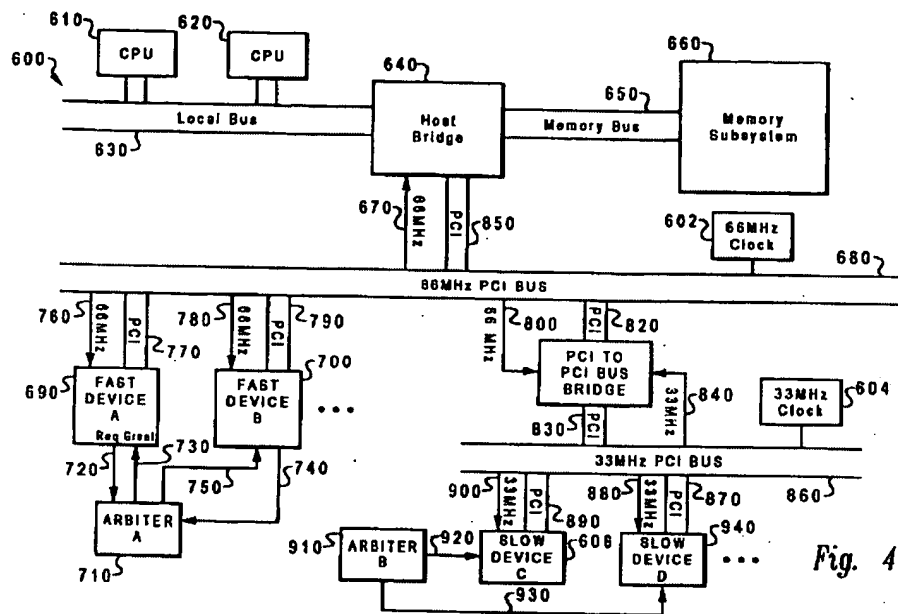 610
620
600
CPU
CPU
640
660
Host
Bridge
650
Local Bus
Memory Bus
Memory
Subsystem
630
670
66MHz
PCI
850
602
66MHz
Clock
680
66MHz PCI BUS
760
66MHz
PCI
770
780
66MHz
PCI
790
700
800
66 MHz
PCI
820
690
FAST
DEVICE
A
Req Grant
FAST
DEVICE
B
...
PCI TO
PCI BUS
BRIDGE
33MHz
840
33MHz
Clock
604
830
PCI
720
730
750
740
33MHz PCI BUS
860
ARBITER
A
710
900
33MHz
PCI
890
880
33MHz
PCI
870
910
ARBITER
B
920
SLOW
DEVICE
C
606
940
SLOW
DEVICE
D
...
930
Fig. 4